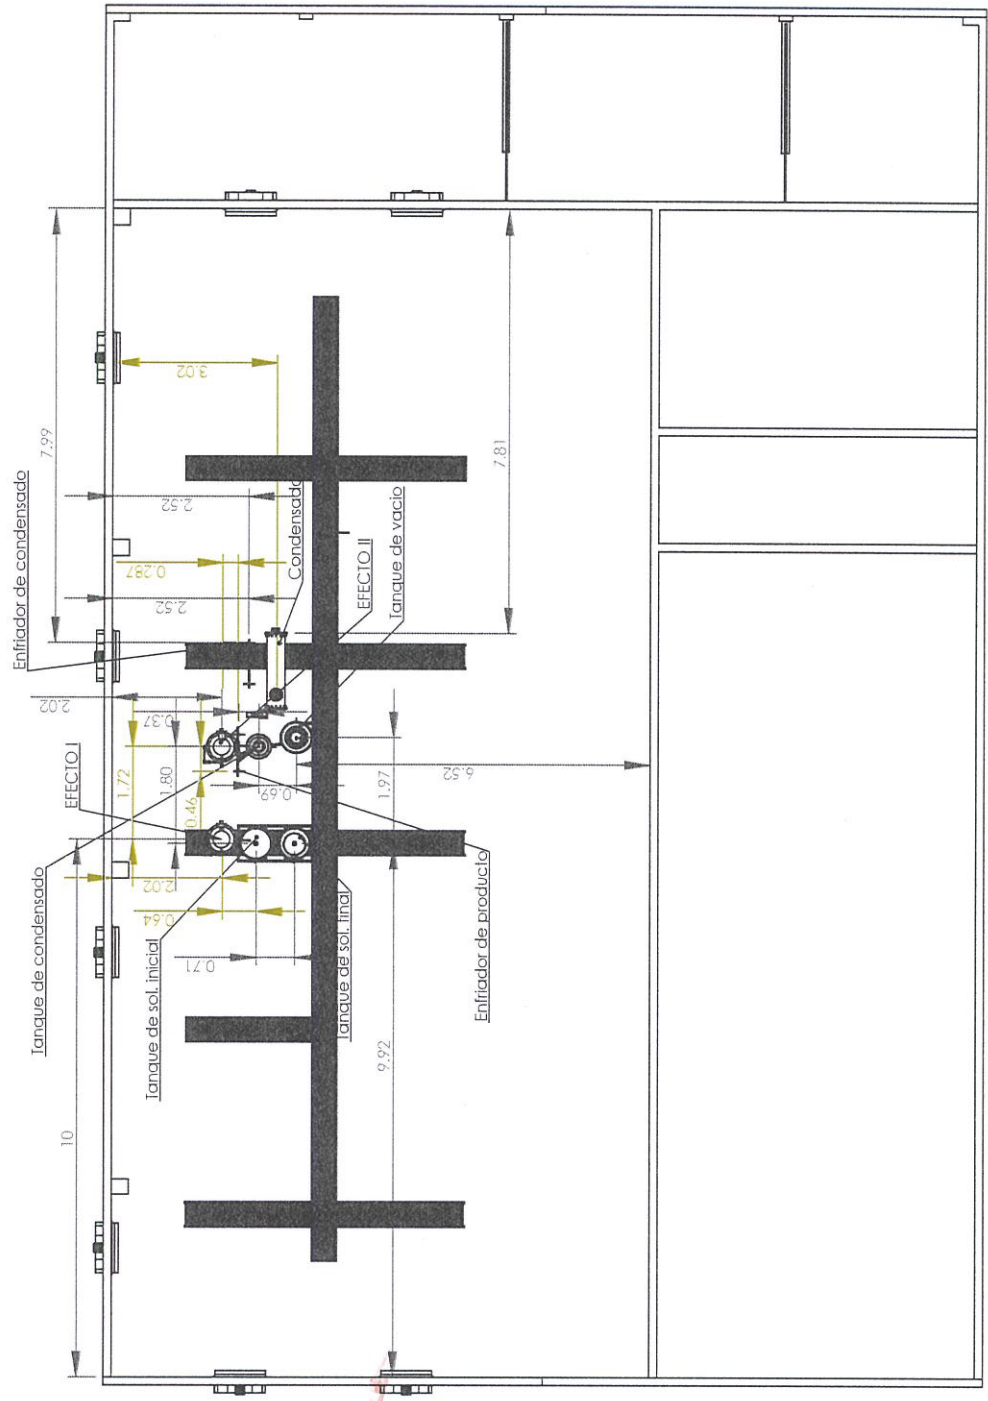 3.02
7.99
7.81
Enfriador de condensado
2.52
Condensado
0.287
EFECTO II
Tanque de vacio
2.52
2.02
0.37
EFECTO I
1.72
1.80
0.46
0.69
1.97
6.52
Tanque de condensado
2.02
0.64
Tanque de sol. inicial
0.71
Tanque de sol. final
Enfriador de producto
10
9.92